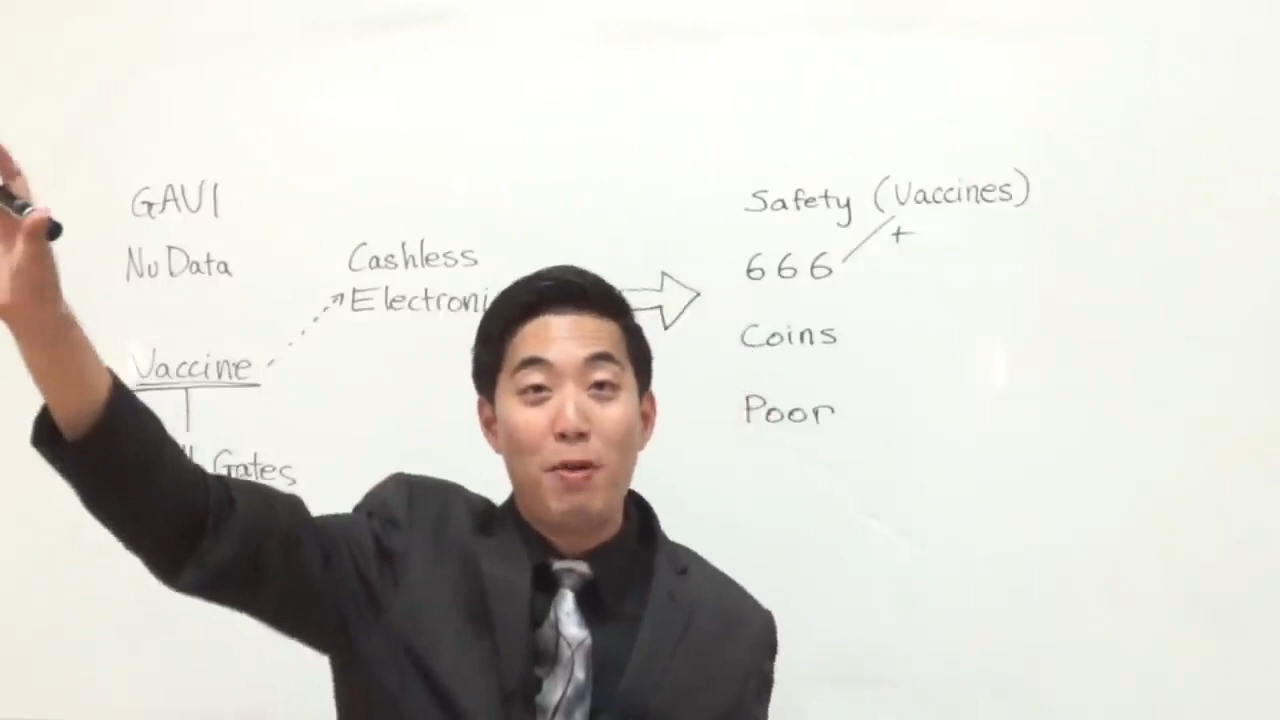 GAVI
NuData
Vaccine
Gates
Cashless
Electroni
Safety (Vaccines)
+
666
Coins
Poor